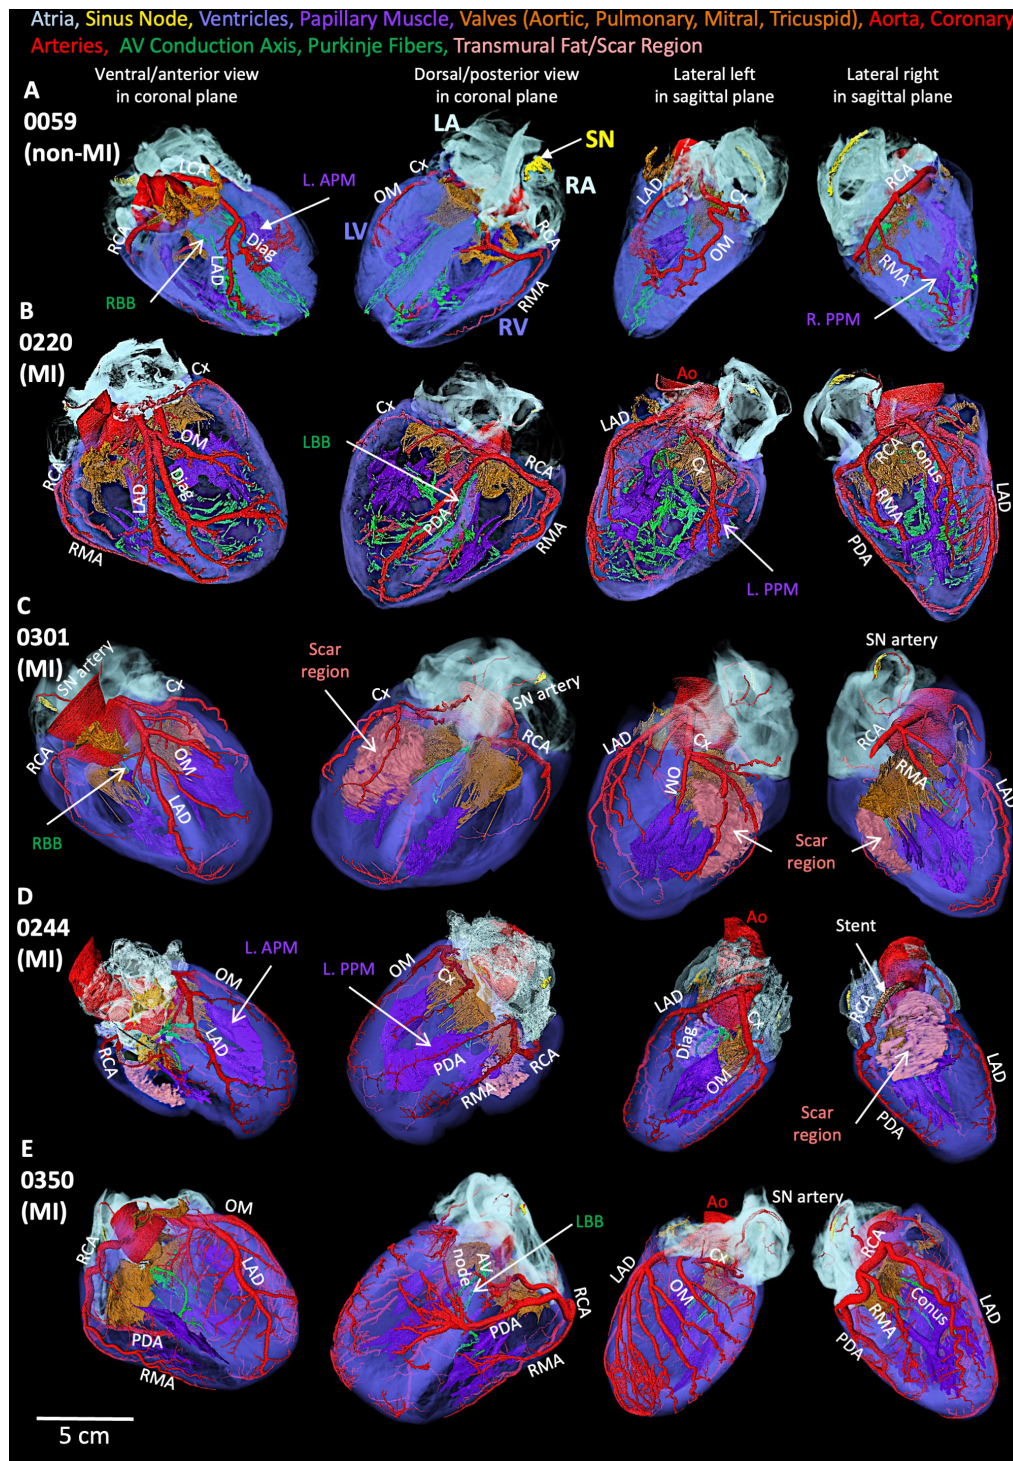 Atria, Sinus Node, Ventricles, Papillary Muscle, Valves (Aortic, Pulmonary, Mitral, Tricuspid), Aorta, Coronary
Arteries, AV Conduction Axis, Purkinje Fibers, Transmural Fat/Scar Region
Ventral/anterior view
in coronal plane
Dorsal/posterior view
in coronal plane
Lateral left
in sagittal plane
Lateral right
in sagittal plane
A
0059
(non-MI)
LCA
L. APM
RCA
Diag
LAD
RBB
LA
Cx
OM
SN
RA
LV
RCA
RMA
RV
LAD
Cx
OM
RCA
RMA
R. PPM
B
0220
(MI)
Cx
OM
RCA
Diag
LAD
RMA
Cx
LBB
RCA
PDA
RMA
Ao
LAD
Cx
L. PPM
RCA
Conus
RMA
LAD
PDA
C
0301
(MI)
SN artery
Cx
RCA
OM
LAD
RBB
Scar
region
Cx
SN artery
RCA
LAD
Cx
OM
Scar
region
SN artery
RCA
RMA
LAD
D
0244
(MI)
L. APM
OM
LAD
RCA
L. PPM
OM
Cx
PDA
RMA
RCA
Ao
LAD
Diag
Cx
OM
Stent
RCA
LAD
Scar
region
PDA
E
0350
(MI)
OM
RCA
LAD
PDA
RMA
AV
node
LBB
RCA
PDA
RMA
Ao
LAD
Cx
OM
SN artery
RCA
Conus
LAD
RMA
PDA
5 cm